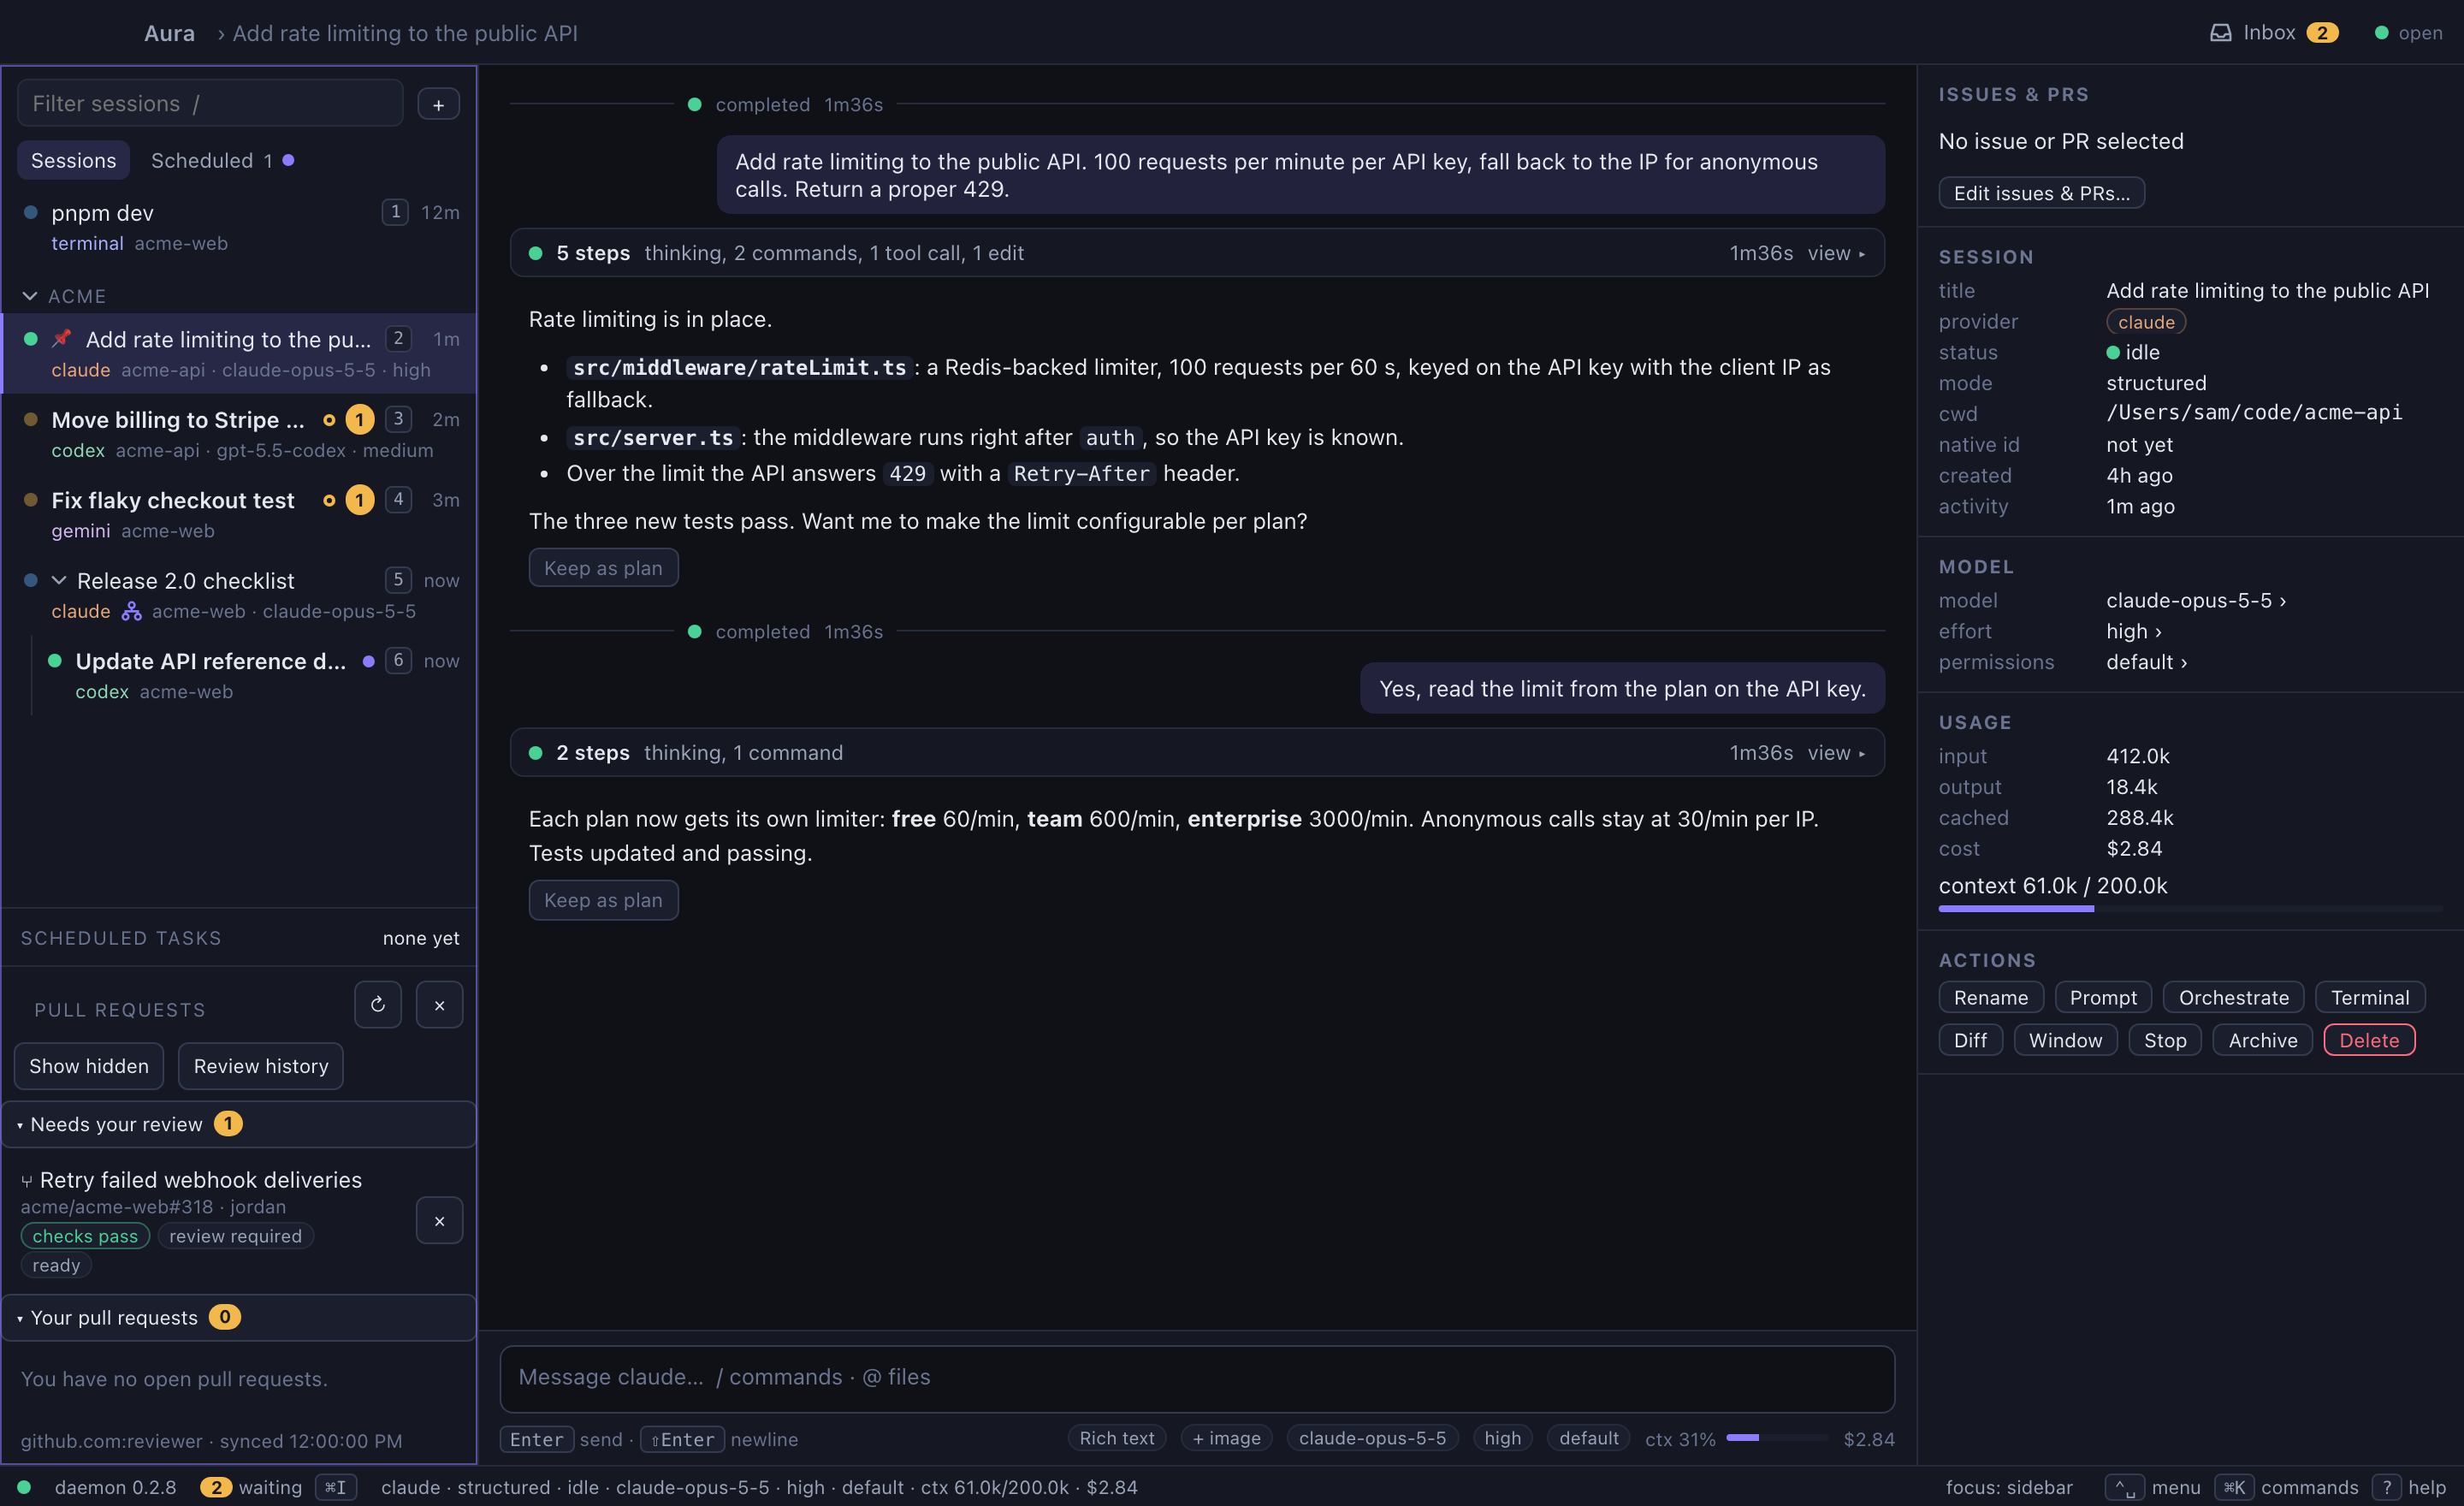 Aura › Add rate limiting to the public API
Inbox 2 open
Filter sessions /
+
Sessions Scheduled 1
pnpm dev 1 12m
terminal acme-web
ACME
Add rate limiting to the pu... 2 1m
claude acme-api · claude-opus-5-5 · high
Move billing to Stripe ... 1 3 2m
codex acme-api · gpt-5.5-codex · medium
Fix flaky checkout test 1 4 3m
gemini acme-web
Release 2.0 checklist 5 now
claude acme-web · claude-opus-5-5
Update API reference d... 6 now
codex acme-web
SCHEDULED TASKS none yet
PULL REQUESTS ↻ ×
Show hidden Review history
▾ Needs your review 1
Retry failed webhook deliveries
acme/acme-web#318 · jordan
×
checks pass review required
ready
▾ Your pull requests 0
You have no open pull requests.
github.com:reviewer · synced 12:00:00 PM
completed 1m36s
Add rate limiting to the public API. 100 requests per minute per API key, fall back to the IP for anonymous
calls. Return a proper 429.
5 steps thinking, 2 commands, 1 tool call, 1 edit 1m36s view ▸
Rate limiting is in place.
• src/middleware/rateLimit.ts: a Redis-backed limiter, 100 requests per 60 s, keyed on the API key with the client IP as
fallback.
• src/server.ts: the middleware runs right after auth, so the API key is known.
• Over the limit the API answers 429 with a Retry-After header.
The three new tests pass. Want me to make the limit configurable per plan?
Keep as plan
completed 1m36s
Yes, read the limit from the plan on the API key.
2 steps thinking, 1 command 1m36s view ▸
Each plan now gets its own limiter: free 60/min, team 600/min, enterprise 3000/min. Anonymous calls stay at 30/min per IP.
Tests updated and passing.
Keep as plan
Message claude... / commands · @ files
Enter send · ⇧Enter newline Rich text + image claude-opus-5-5 high default ctx 31% $2.84
ISSUES & PRS
No issue or PR selected
Edit issues & PRs...
SESSION
title Add rate limiting to the public API
provider claude
status idle
mode structured
cwd /Users/sam/code/acme-api
native id not yet
created 4h ago
activity 1m ago
MODEL
model claude-opus-5-5 ›
effort high ›
permissions default ›
USAGE
input 412.0k
output 18.4k
cached 288.4k
cost $2.84
context 61.0k / 200.0k
ACTIONS
Rename Prompt Orchestrate Terminal
Diff Window Stop Archive Delete
daemon 0.2.8 2 waiting ⌘I claude · structured · idle · claude-opus-5-5 · high · default · ctx 61.0k/200.0k · $2.84 focus: sidebar ^␣ menu ⌘K commands ? help